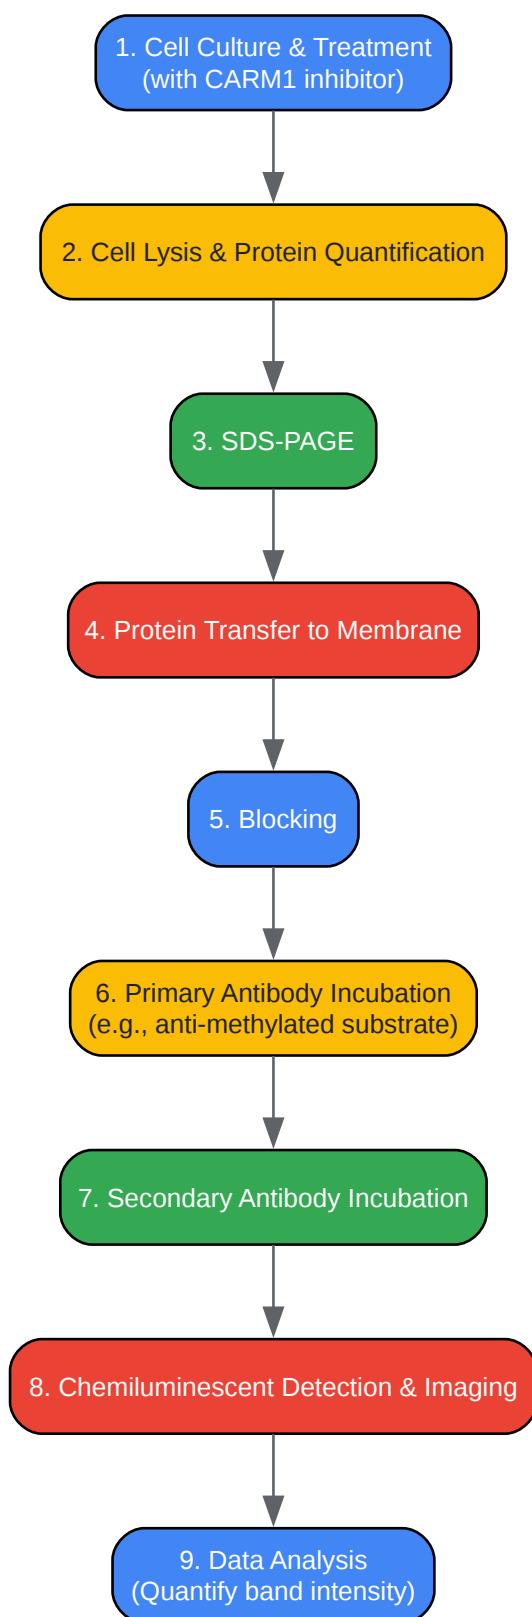 1. Cell Culture & Treatment
(with CARM1 inhibitor)
2. Cell Lysis & Protein Quantification
3. SDS-PAGE
4. Protein Transfer to Membrane
5. Blocking
6. Primary Antibody Incubation
(e.g., anti-methylated substrate)
7. Secondary Antibody Incubation
8. Chemiluminescent Detection & Imaging
9. Data Analysis
(Quantify band intensity)